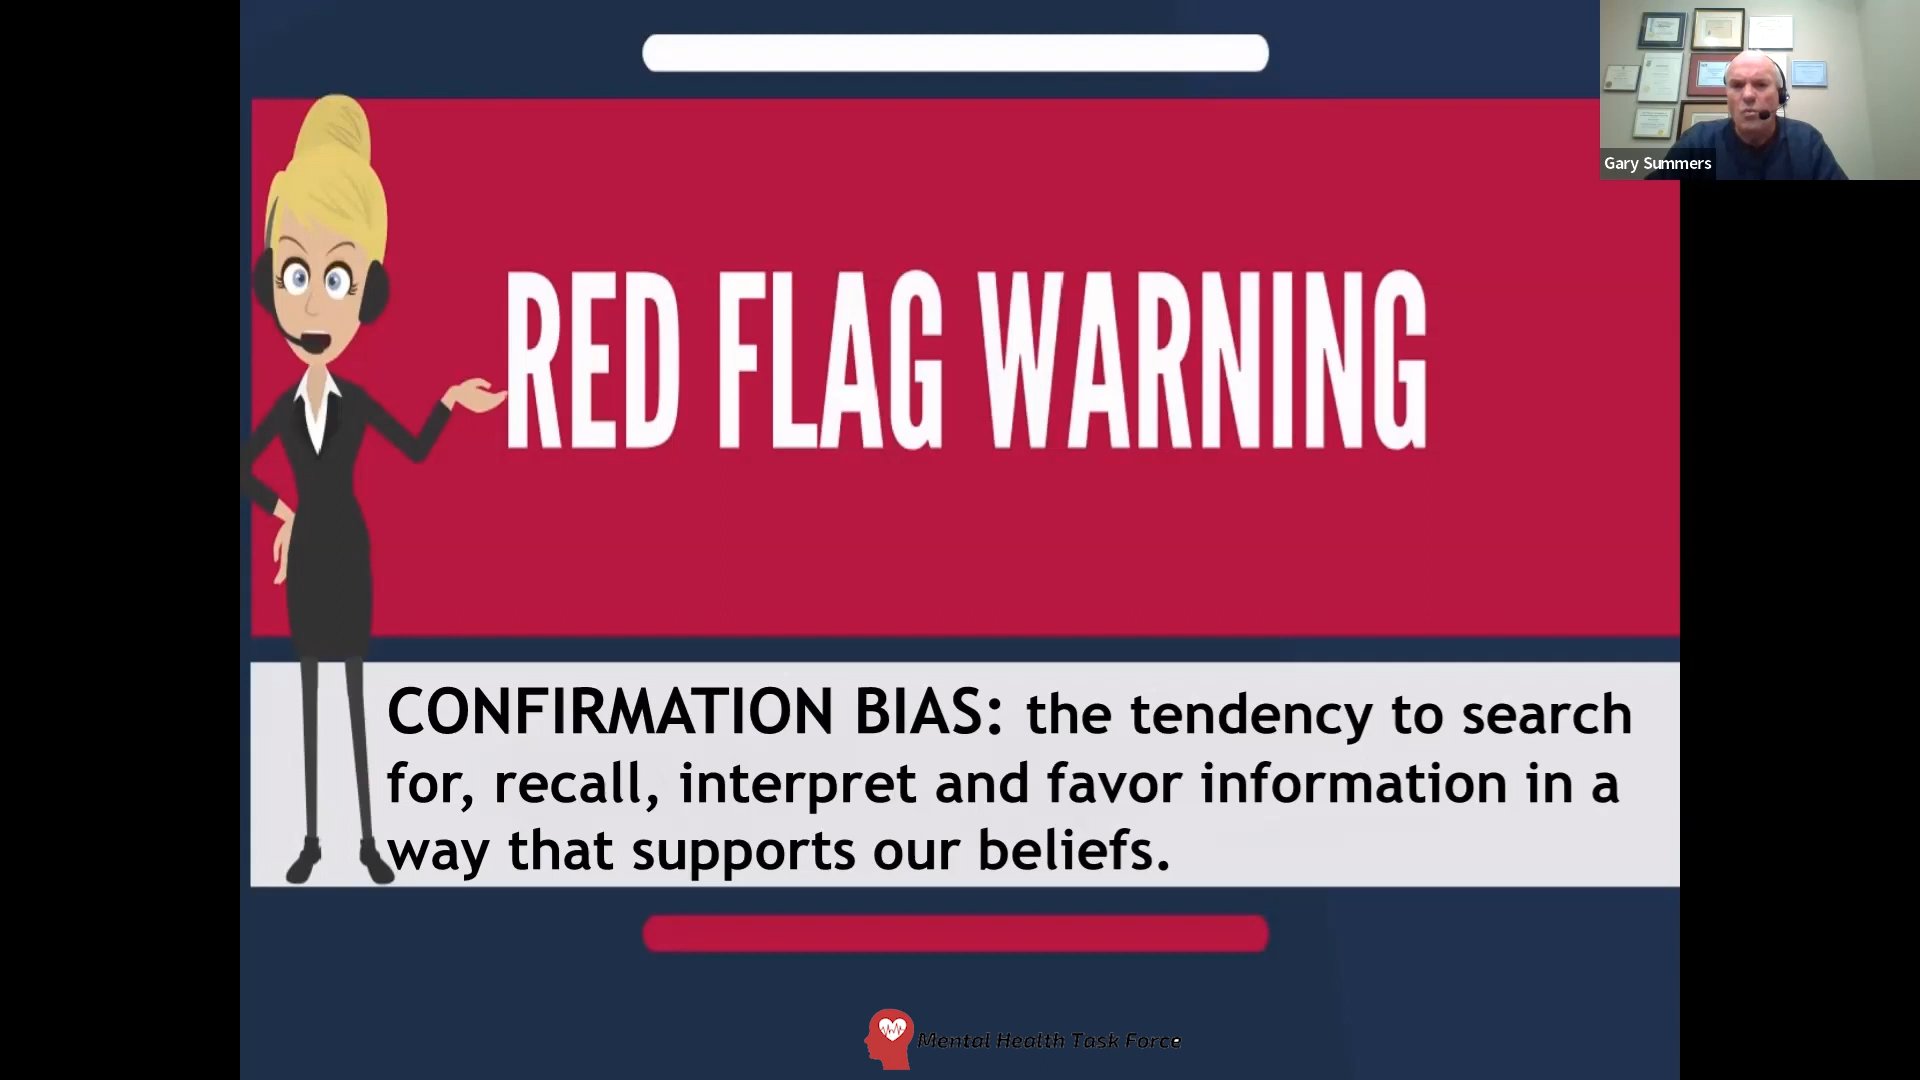 Gary Summers
RED FLAG WARNING
CONFIRMATION BIAS: the tendency to search
for, recall, interpret and favor information in a
way that supports our beliefs.
Mental Health Task Force